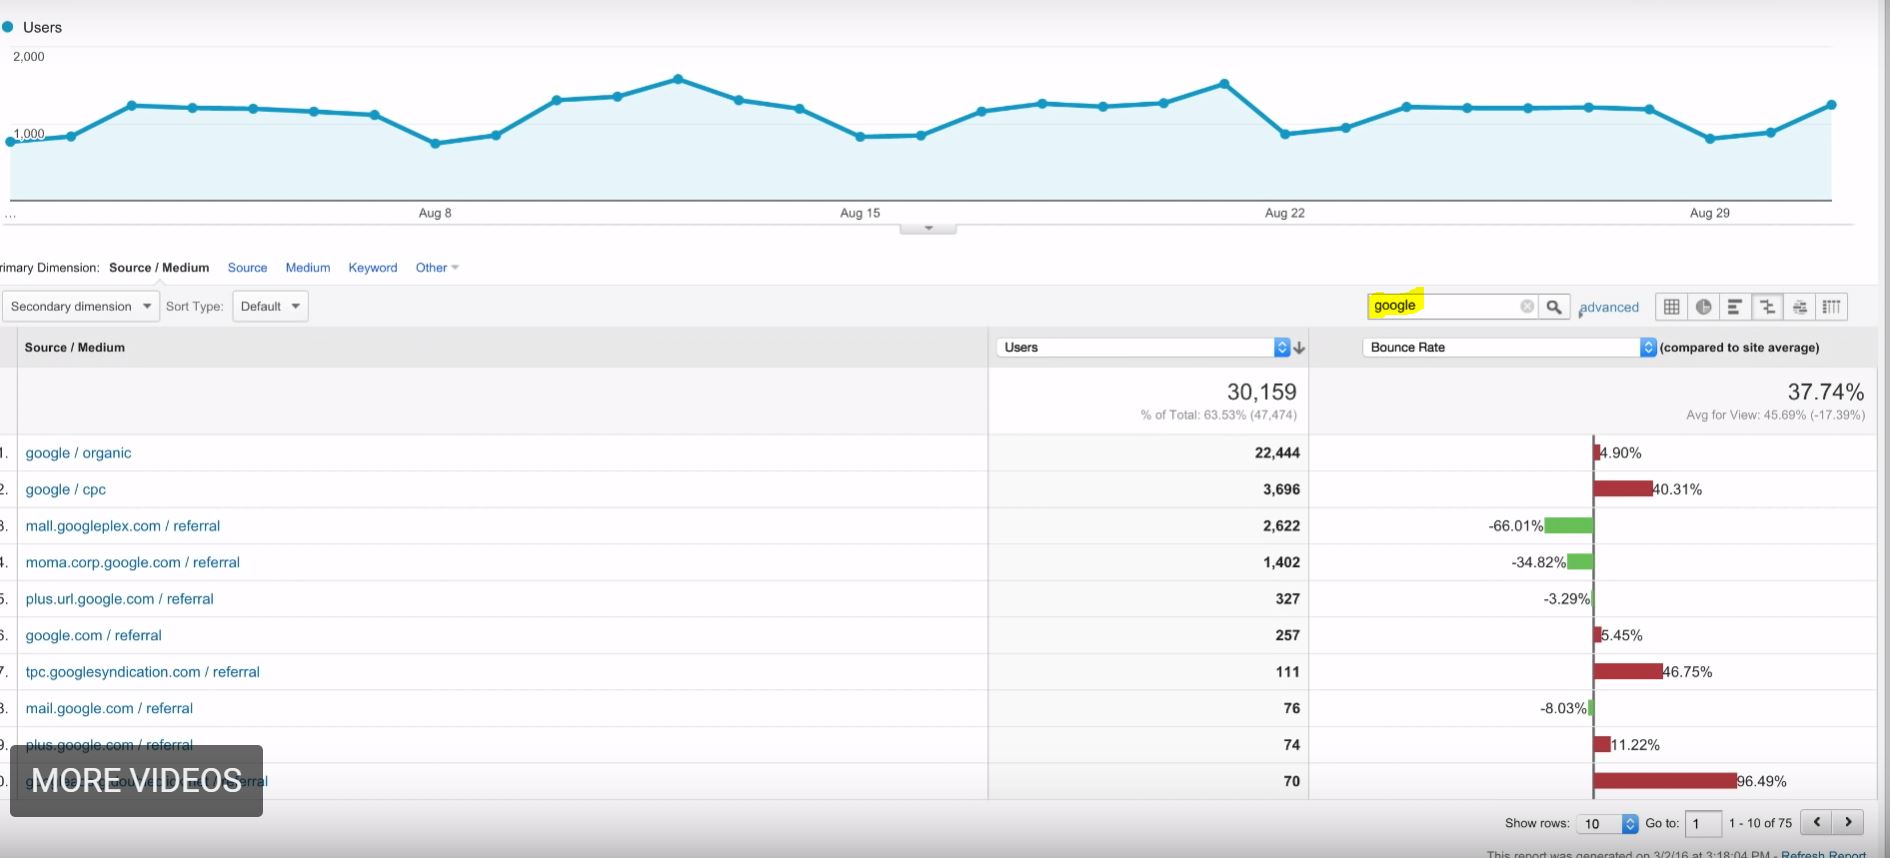 Users
2,000
1,000
... Aug 8 Aug 15 Aug 22 Aug 29
rimary Dimension: Source / Medium Source Medium Keyword Other
Secondary dimension Sort Type: Default google advanced
Source / Medium Users Bounce Rate (compared to site average)
30,159 37.74%
% of Total: 63.53% (47,474) Avg for View: 45.69% (-17.39%)
1. google / organic 22,444 4.90%
2. google / cpc 3,696 40.31%
3. mall.googleplex.com / referral 2,622 -66.01%
4. moma.corp.google.com / referral 1,402 -34.82%
5. plus.url.google.com / referral 327 -3.29%
6. google.com / referral 257 5.45%
7. tpc.googlesyndication.com / referral 111 46.75%
8. mail.google.com / referral 76 -8.03%
9. plus.google.com / referral 74 11.22%
0. referral 70 96.49%
MORE VIDEOS
Show rows: 10 Go to: 1 1 - 10 of 75
This report was generated on 3/2/16 at 3:18:04 PM - Refresh Report